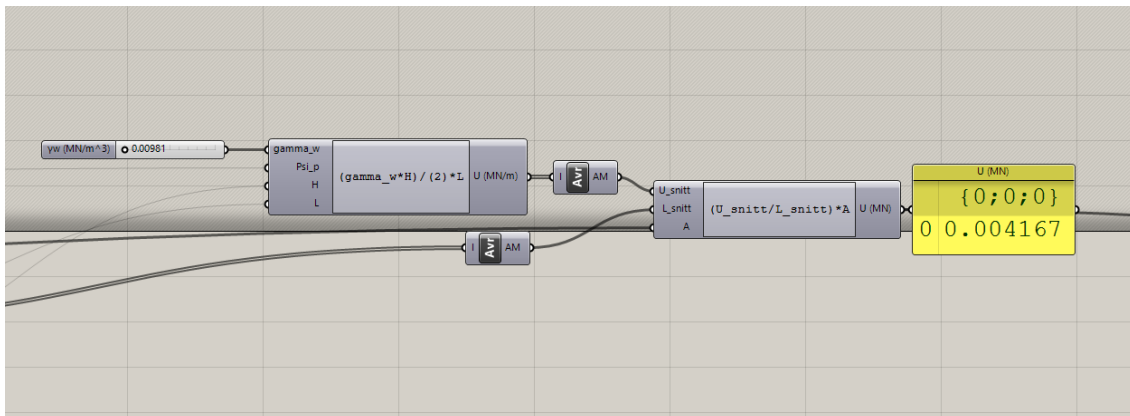 γw (MN/m^3) 0.00981
gamma_w
Psi_p
H
L
(gamma_w*H)/(2)*L
U (MN/m)
I Avr AM
U_snitt
L_snitt
A
(U_snitt/L_snitt)*A
U (MN)
U (MN)
{0;0;0}
0 0.004167
I Avr AM